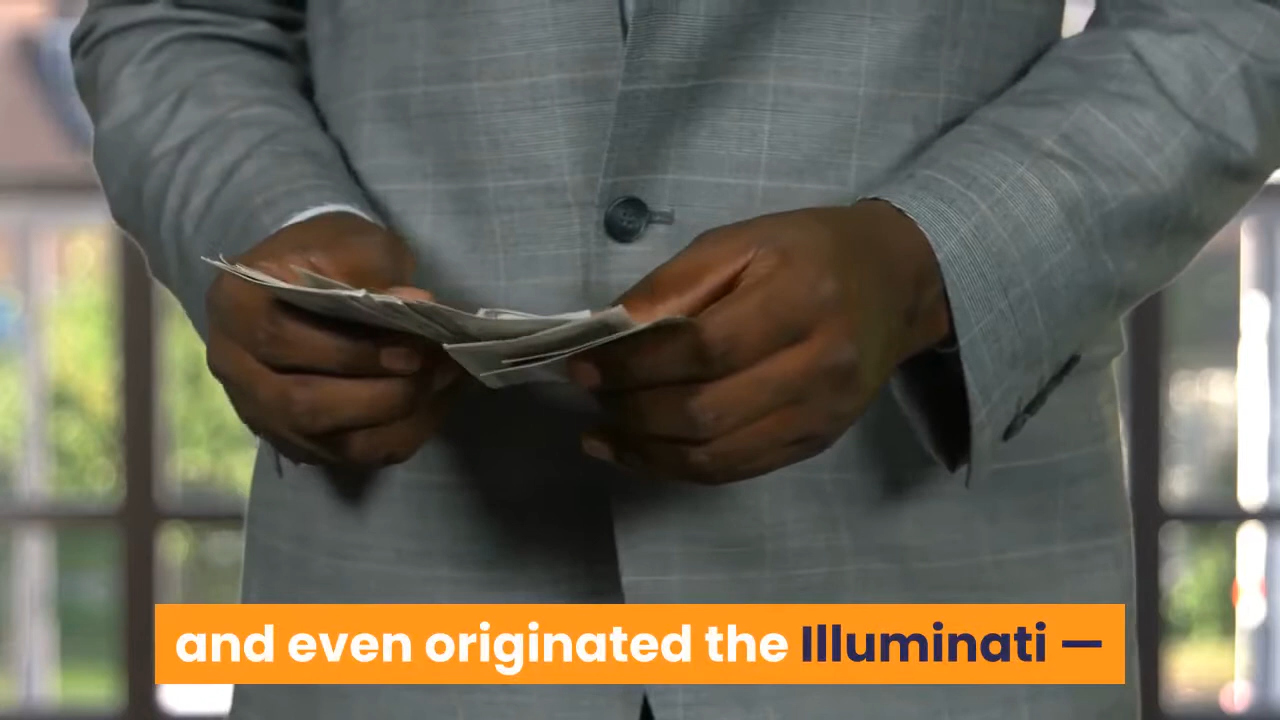 and even originated the Illuminati —